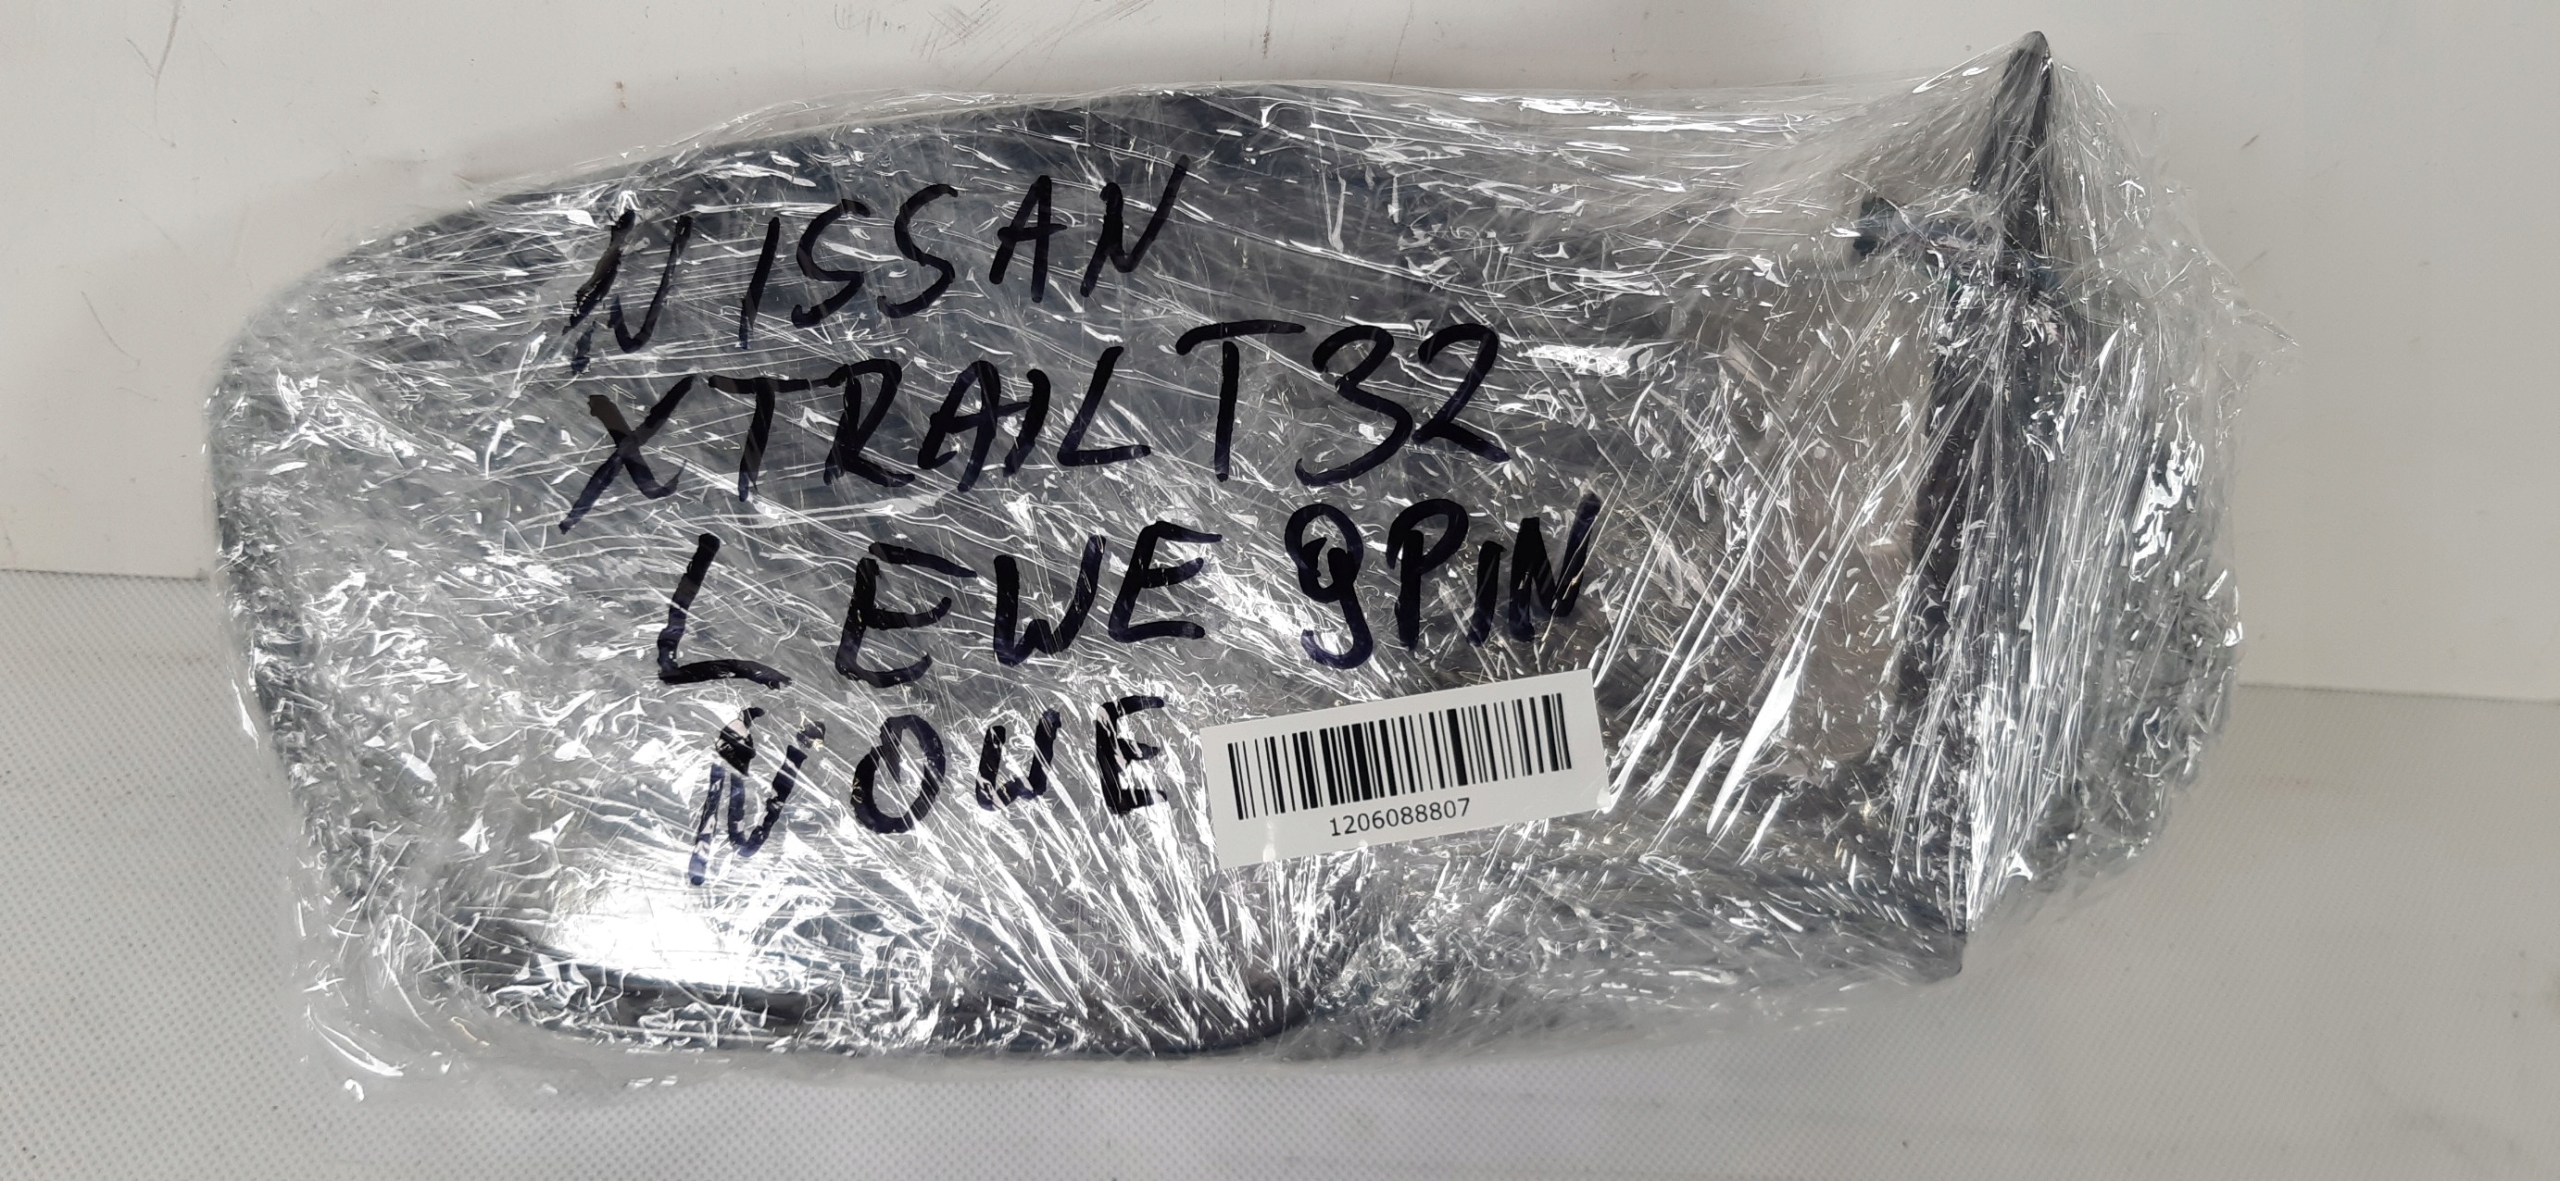 NISSAN
XTRAIL T32
LEWE 9PIN
NOWE
1206088807